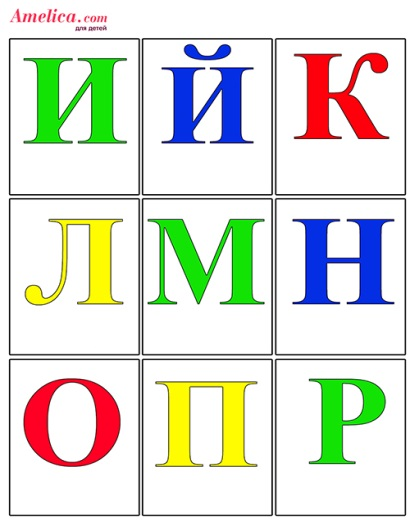 Amelica.com
для детей
И Й К
Л М Н
О П Р